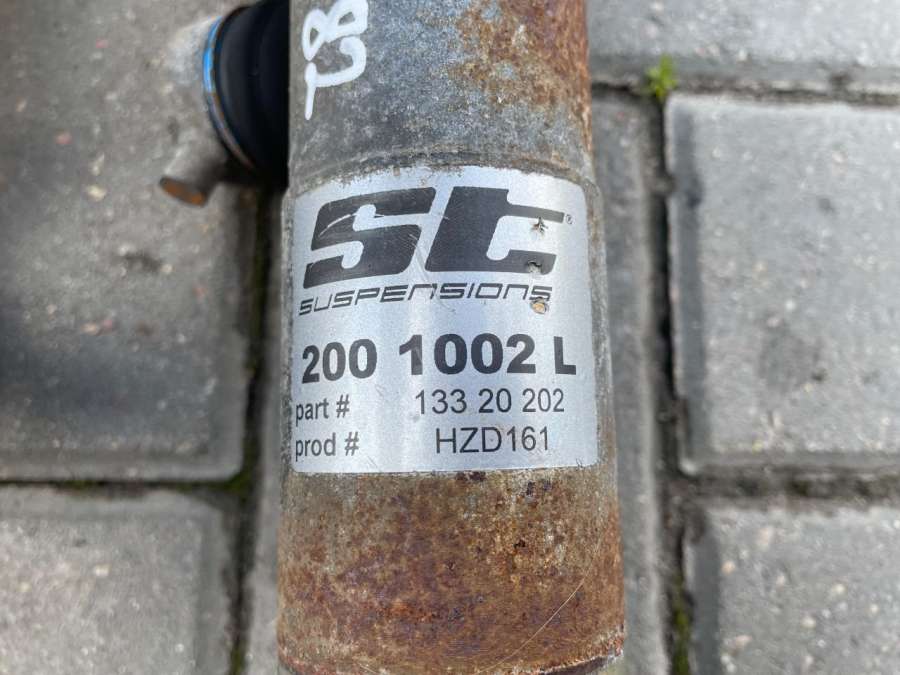 ST®
SUSPENSIONS
200 1002 L
part # 133 20 202
prod # HZD161